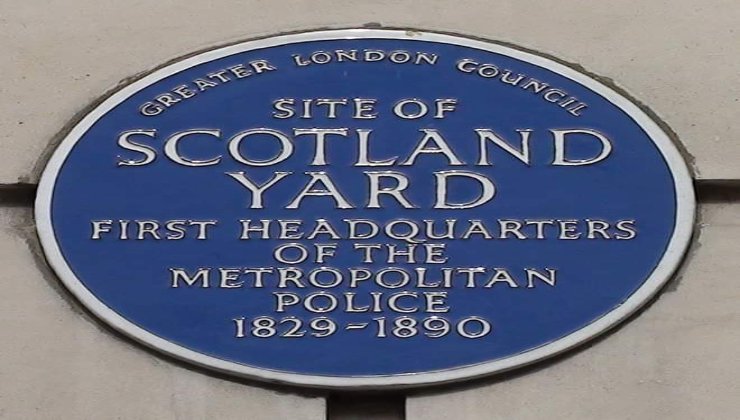 GREATER LONDON COUNCIL
SITE OF
SCOTLAND
YARD
FIRST HEADQUARTERS
OF THE
METROPOLITAN
POLICE
1829-1890